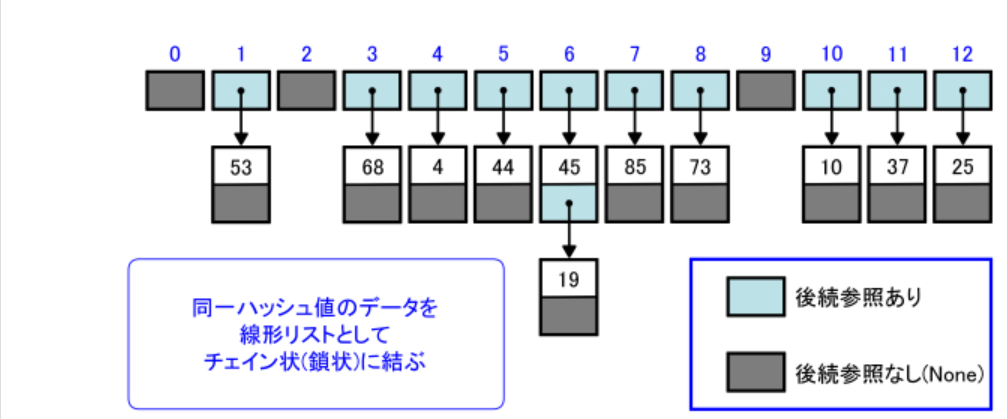 0 1 2 3 4 5 6 7 8 9 10 11 12
53 68 4 44 45 85 73 10 37 25
19
同一ハッシュ値のデータを
線形リストとして
チェイン状(鎖状)に結ぶ
後続参照あり
後続参照なし(None)